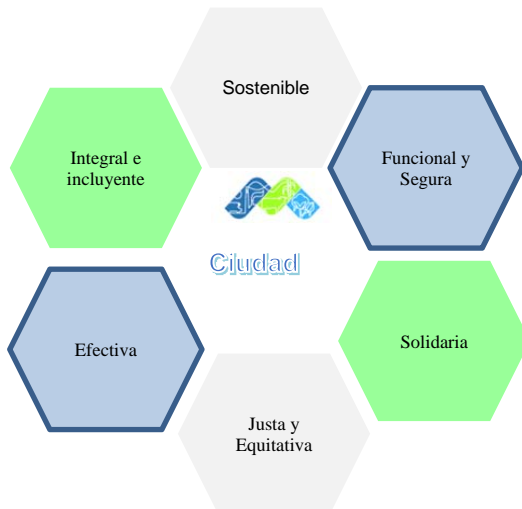 Sostenible
Integral e
incluyente
Funcional y
Segura
Ciudad
Efectiva
Solidaria
Justa y
Equitativa